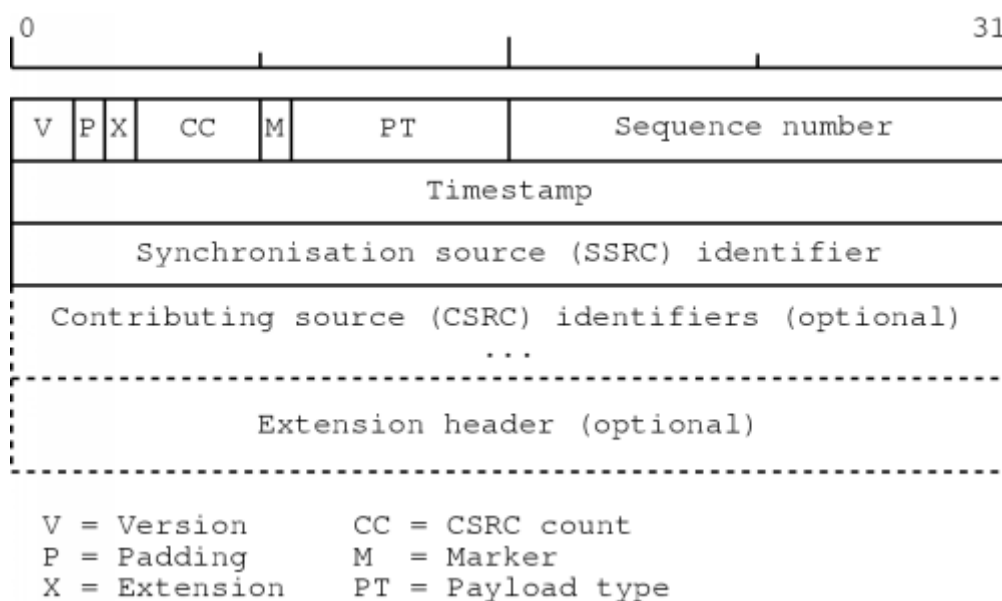 0 31
V P X CC M PT Sequence number
Timestamp
Synchronisation source (SSRC) identifier
Contributing source (CSRC) identifiers (optional)
...
Extension header (optional)
V = Version CC = CSRC count
P = Padding M = Marker
X = Extension PT = Payload type